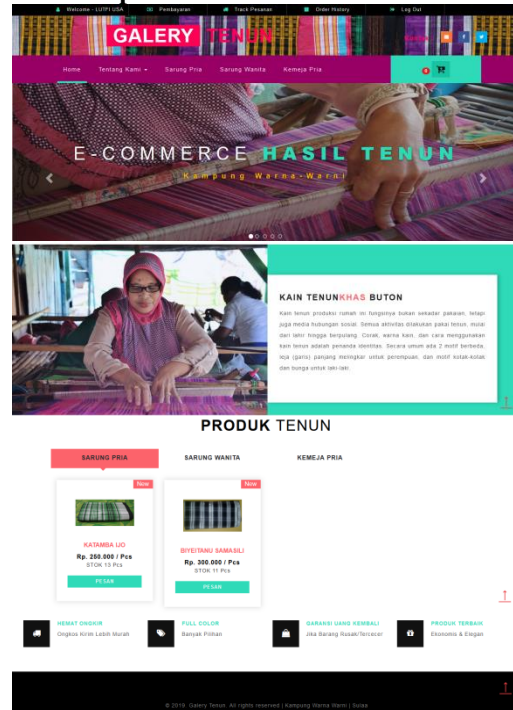 Welcome - LUTPI USA Pembayaran Track Pesanan Order History Log Out
GALERY TENUN
Home Tentang Kami Sarung Pria Sarung Wanita Kemeja Pria
0
E-COMMERCE HASIL TENUN
Kampung Warna-Warni
KAIN TENUNKHAS BUTON
Kain tenun produksi rumah ini fungsinya bukan sekadar pakaian, tetapi
juga media hubungan sosial. Semua aktivitas dilakukan pakai tenun, mulai
dari lahir hingga berpulang. Corak, warna kain, dan cara menggunakan
kain tenun adalah penanda identitas. Secara umum ada 2 motif berbeda,
leja (garis) panjang melingkar untuk perempuan, dan motif kotak-kotak
dan bunga untuk laki-laki.
PRODUK TENUN
SARUNG PRIA SARUNG WANITA KEMEJA PRIA
New New
KATAMBA IJO
Rp. 250.000 / Pcs
STOK 13 Pcs
PESAN
BIYEITANU SAMASILI
Rp. 300.000 / Pcs
STOK 11 Pcs
PESAN
HEMAT ONGKIR
Ongkos Kirim Lebih Murah
FULL COLOR
Banyak Pilihan
GARANSI UANG KEMBALI
Jika Barang Rusak/Tercecer
PRODUK TERBAIK
Ekonomis & Elegan
© 2019 Galery Tenun. All rights reserved | Kampung Warna Warni | Sulaa